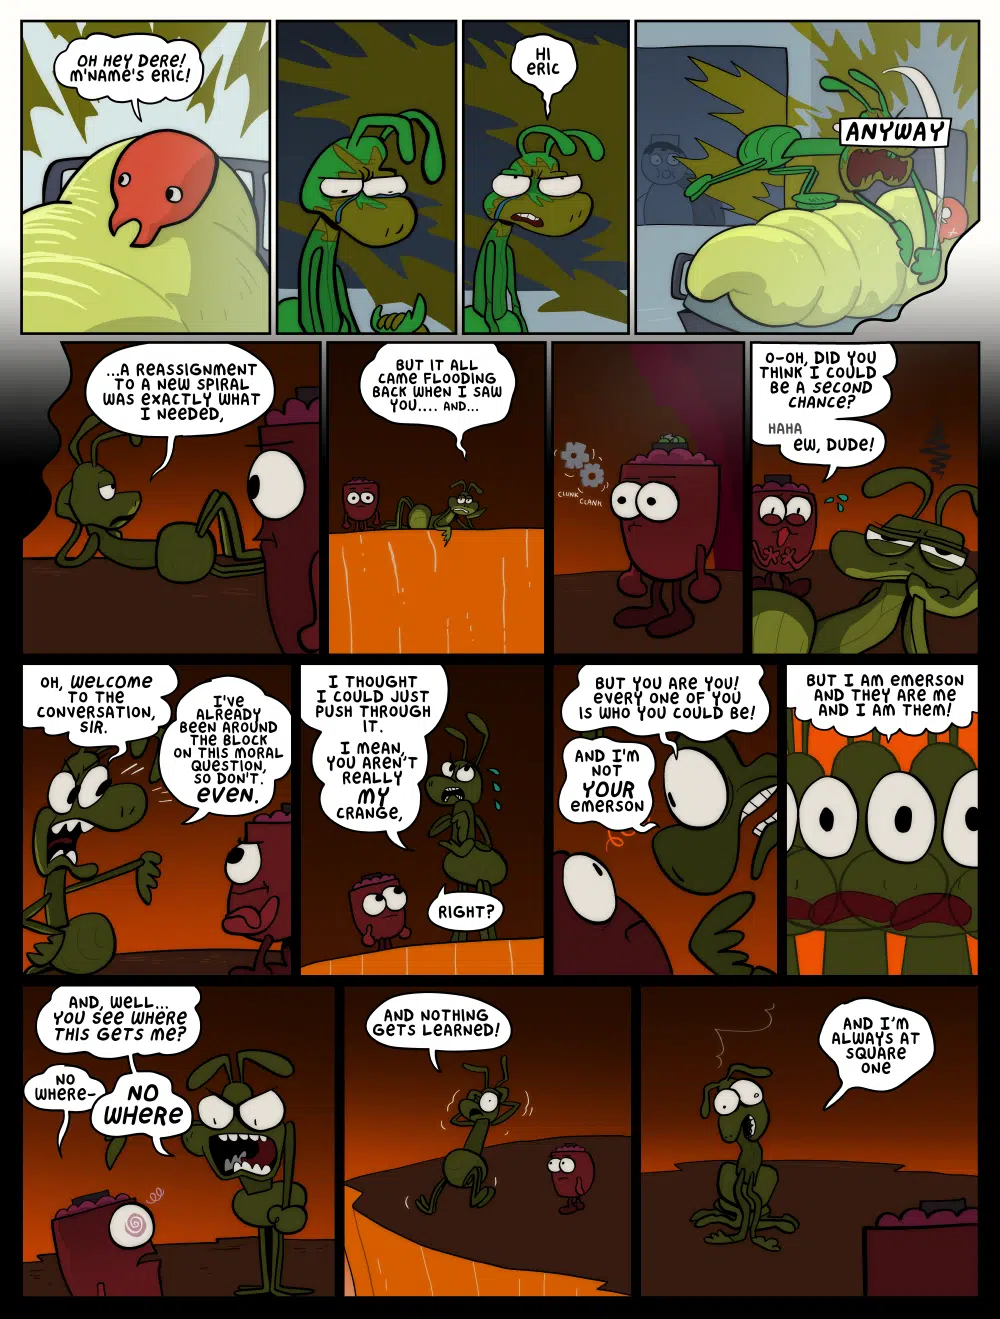 OH HEY DERE!
M'NAME'S ERIC!
HI
ERIC
ANYWAY
...A REASSIGNMENT
TO A NEW SPIRAL
WAS EXACTLY WHAT
I NEEDED,
BUT IT ALL
CAME FLOODING
BACK WHEN I SAW
YOU.... AND...
CLUNK
CLANK
O-OH, DID YOU
THINK I COULD
BE A SECOND
CHANCE?
HAHA
EW, DUDE!
OH, WELCOME
TO THE
CONVERSATION,
SIR.
I'VE
ALREADY
BEEN AROUND
THE BLOCK
ON THIS MORAL
QUESTION,
SO DON'T.
EVEN.
I THOUGHT
I COULD JUST
PUSH THROUGH
IT.
I MEAN,
YOU AREN'T
REALLY
MY
CRANGE,
RIGHT?
BUT YOU ARE YOU!
EVERY ONE OF YOU
IS WHO YOU COULD BE!
AND I'M
NOT
YOUR
EMERSON
BUT I AM EMERSON
AND THEY ARE ME
AND I AM THEM!
AND, WELL...
YOU SEE WHERE
THIS GETS ME?
NO
WHERE-
NO
WHERE
AND NOTHING
GETS LEARNED!
AND I'M
ALWAYS AT
SQUARE
ONE